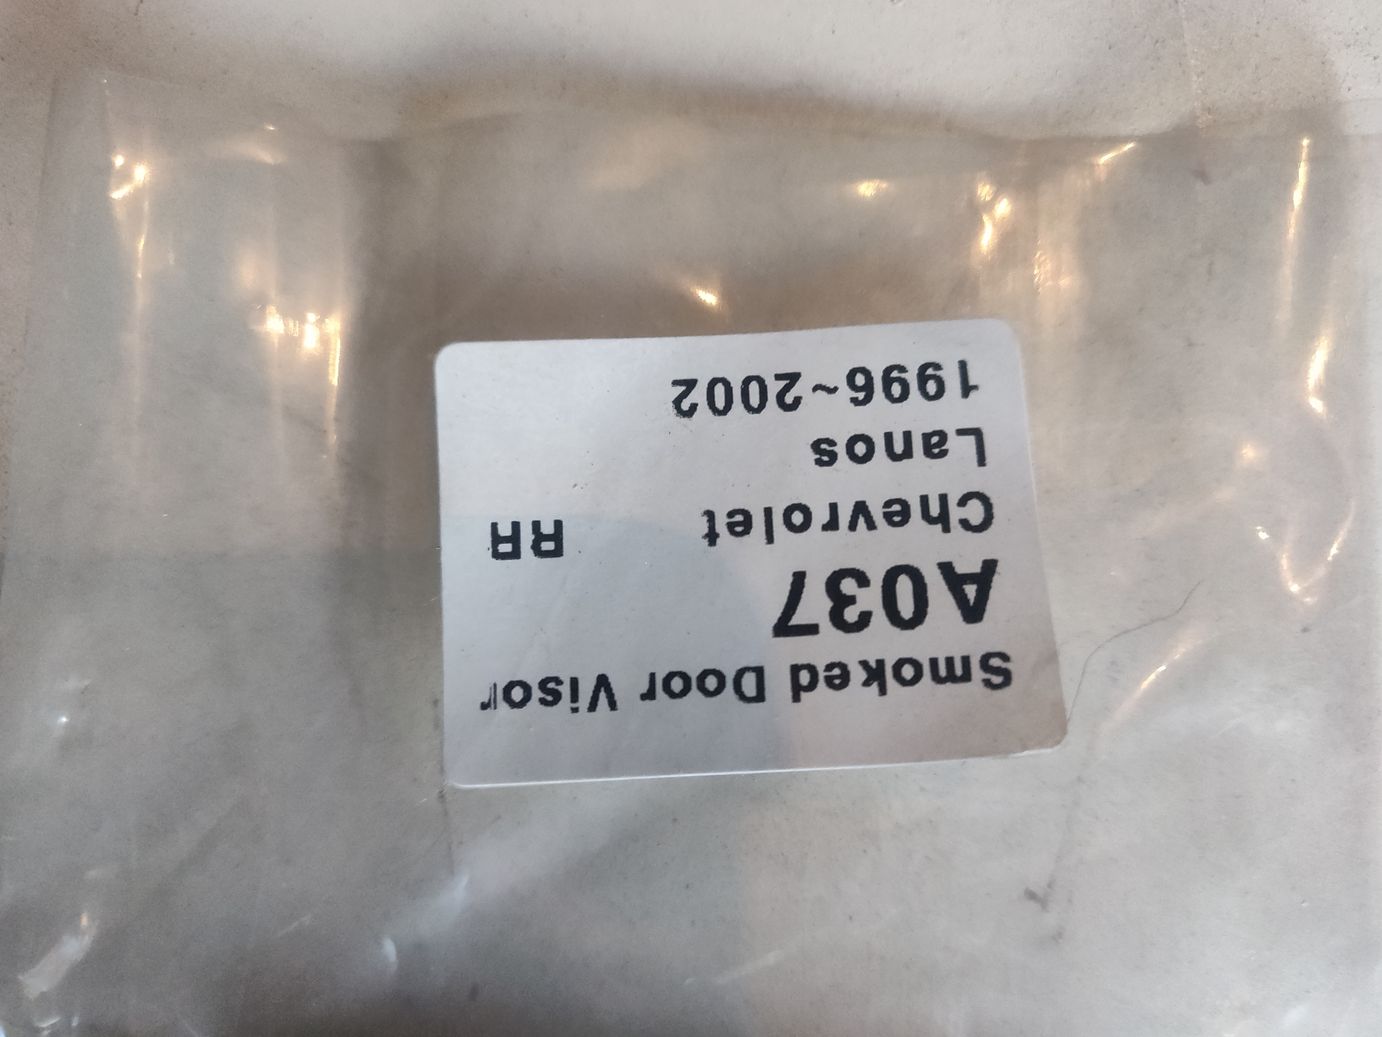 Smoked Door Visor
A037
Chevrolet RR
Lanos
1996~2002